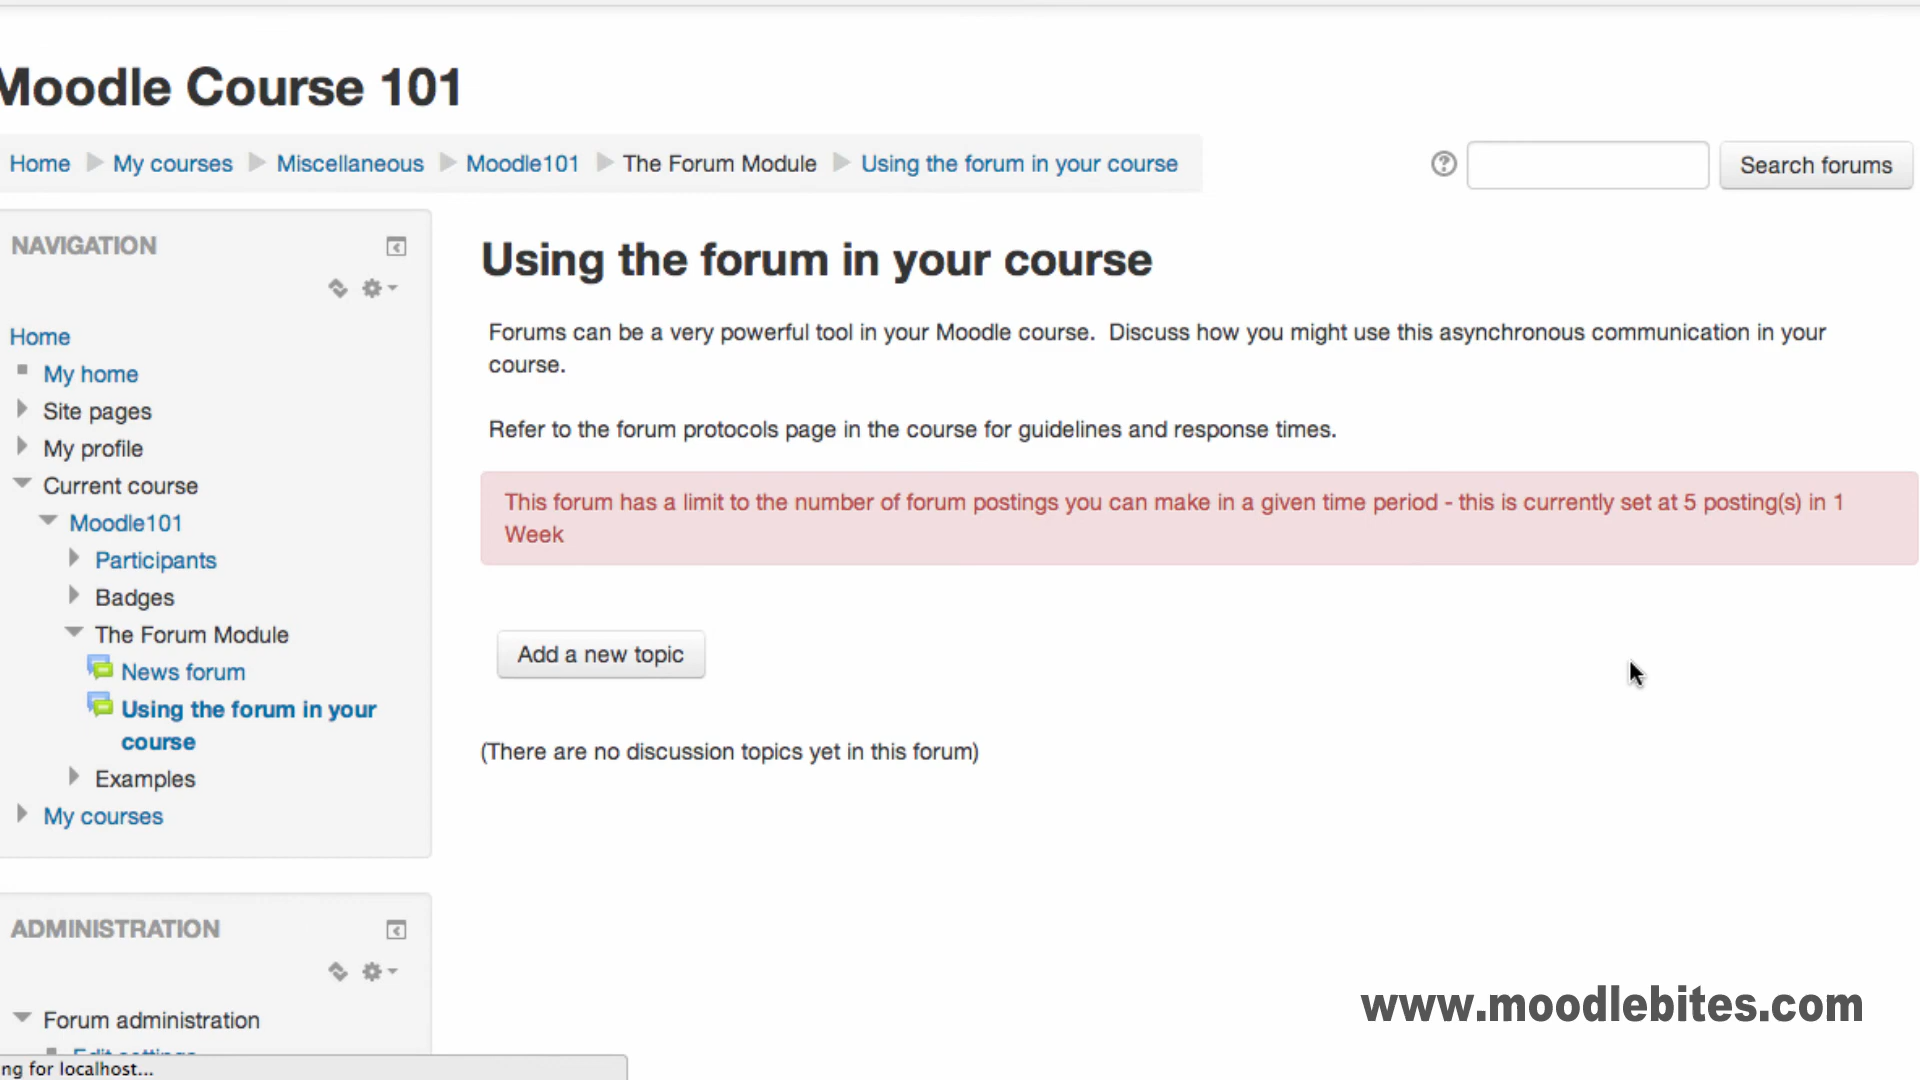 Moodle Course 101
Home My courses Miscellaneous Moodle101 The Forum Module Using the forum in your course
Search forums
NAVIGATION
Home
My home
Site pages
My profile
Current course
Moodle101
Participants
Badges
The Forum Module
News forum
Using the forum in your
course
Examples
My courses
ADMINISTRATION
Forum administration
Edit settings
ng for localhost...
Using the forum in your course
Forums can be a very powerful tool in your Moodle course. Discuss how you might use this asynchronous communication in your
course.
Refer to the forum protocols page in the course for guidelines and response times.
This forum has a limit to the number of forum postings you can make in a given time period - this is currently set at 5 posting(s) in 1
Week
Add a new topic
(There are no discussion topics yet in this forum)
www.moodlebites.com